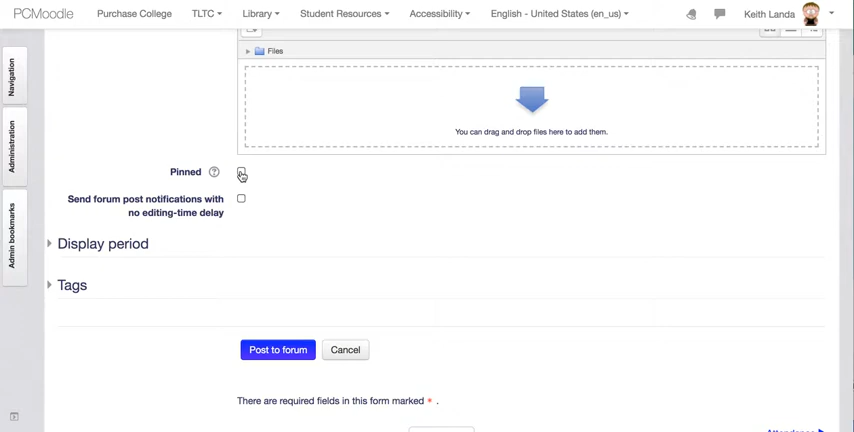 PCMoodle Purchase College TLTC Library Student Resources Accessibility English - United States (en_us) Keith Landa
Files
You can drag and drop files here to add them.
Navigation
Administration
Admin bookmarks
Pinned
Send forum post notifications with
no editing-time delay
Display period
Tags
Post to forum Cancel
There are required fields in this form marked * .